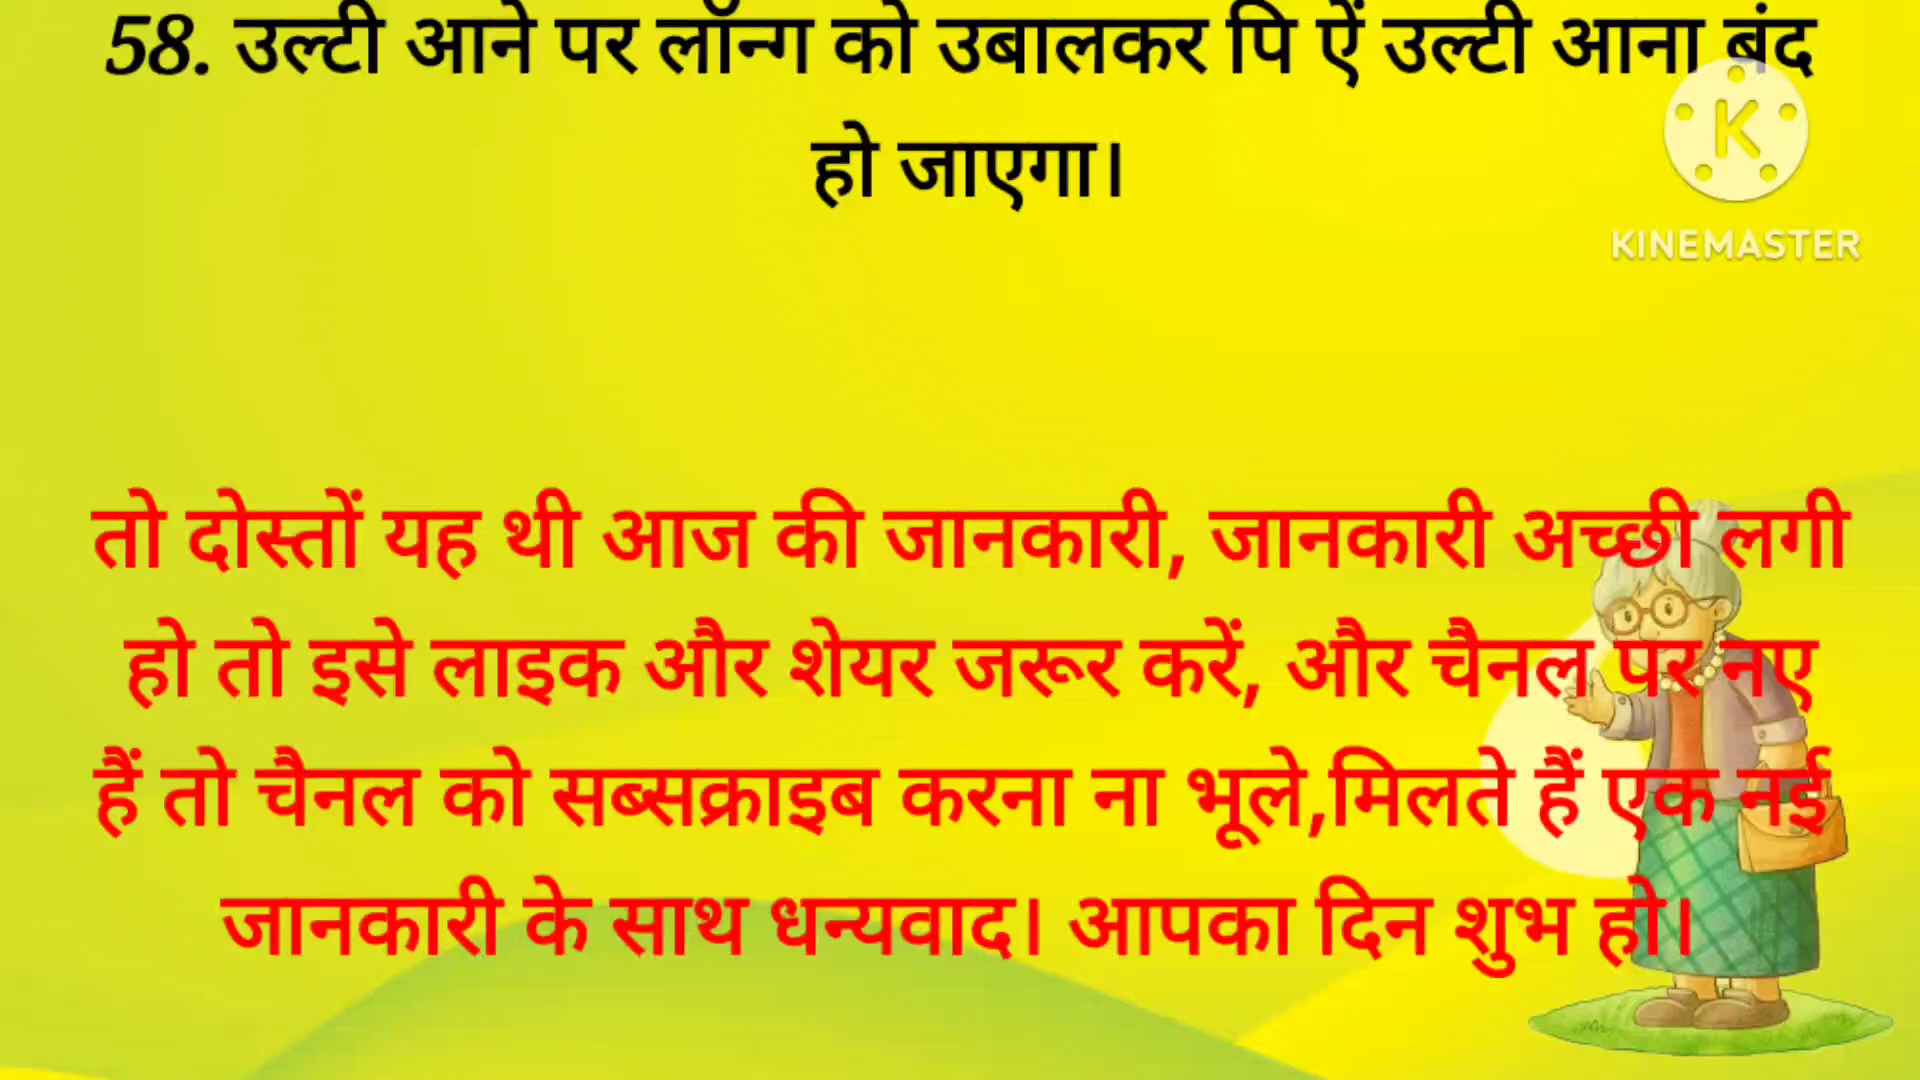 58. उल्टी आने पर लॉन्ग को उबालकर पि ऐं उल्टी आना बंद
हो जाएगा।
K
KINEMASTER
तो दोस्तों यह थी आज की जानकारी, जानकारी अच्छी लगी
हो तो इसे लाइक और शेयर जरूर करें, और चैनल पर नए
हैं तो चैनल को सब्सक्राइब करना ना भूले,मिलते हैं एक नई
जानकारी के साथ धन्यवाद। आपका दिन शुभ हो।